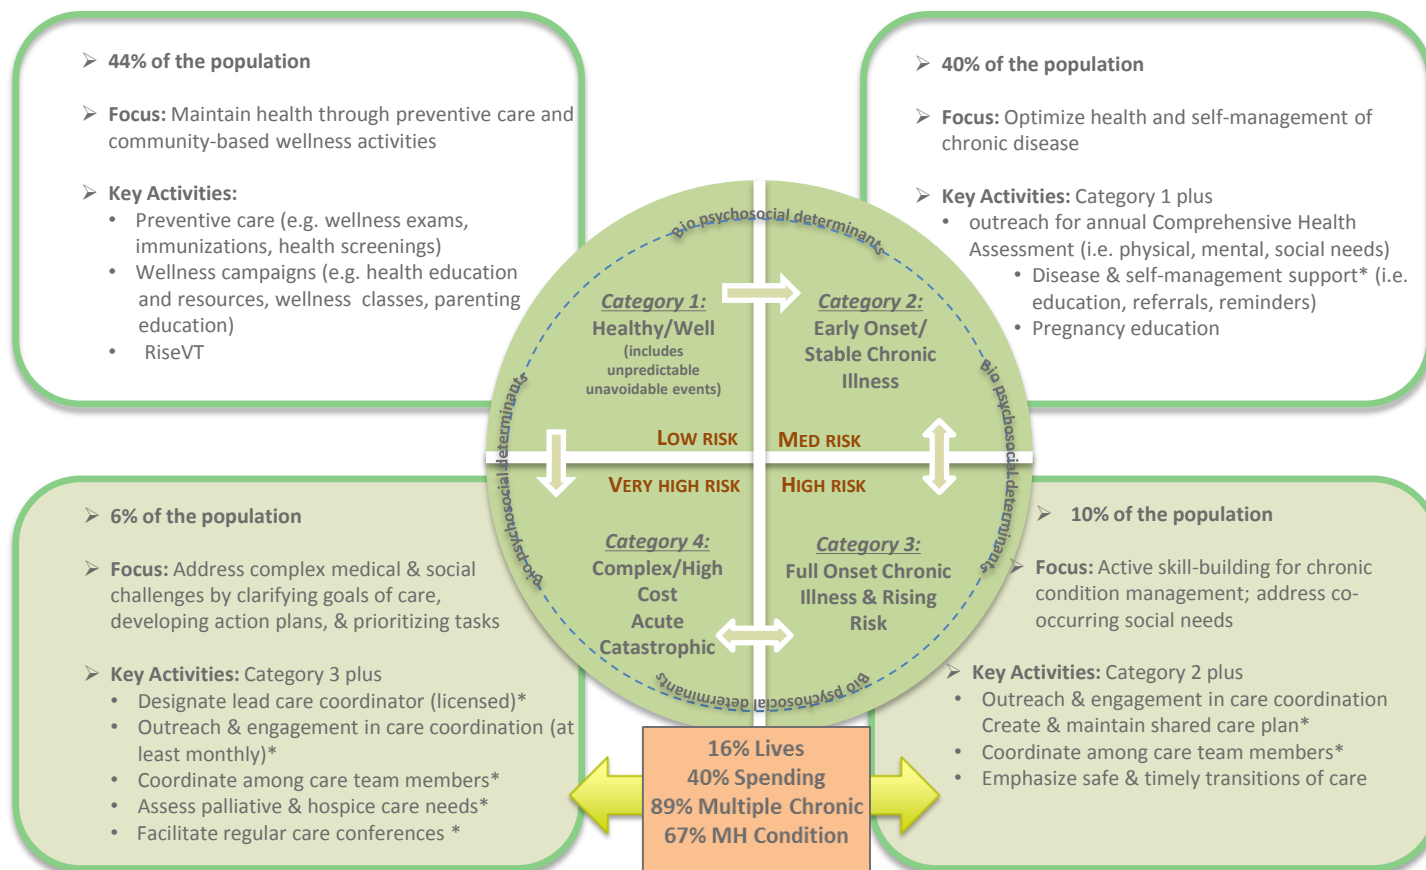 ➢ 44% of the population
➢ Focus: Maintain health through preventive care and
community-based wellness activities
➢ Key Activities:
• Preventive care (e.g. wellness exams,
immunizations, health screenings)
• Wellness campaigns (e.g. health education
and resources, wellness classes, parenting
education)
• RiseVT
➢ 40% of the population
➢ Focus: Optimize health and self-management of
chronic disease
➢ Key Activities: Category 1 plus
• outreach for annual Comprehensive Health
Assessment (i.e. physical, mental, social needs)
• Disease & self-management support* (i.e.
education, referrals, reminders)
• Pregnancy education
Bio psychosocial determinants
Bio psychosocial determinants
Bio psychosocial determinants
Bio psychosocial determinants
Category 1:
Healthy/Well
(includes
unpredictable
unavoidable events)
LOW RISK
Category 2:
Early Onset/
Stable Chronic
Illness
MED RISK
VERY HIGH RISK
Category 4:
Complex/High
Cost
Acute
Catastrophic
HIGH RISK
Category 3:
Full Onset Chronic
Illness & Rising
Risk
➢ 6% of the population
➢ Focus: Address complex medical & social
challenges by clarifying goals of care,
developing action plans, & prioritizing tasks
➢ Key Activities: Category 3 plus
• Designate lead care coordinator (licensed)*
• Outreach & engagement in care coordination (at
least monthly)*
• Coordinate among care team members*
• Assess palliative & hospice care needs*
• Facilitate regular care conferences *
➢ 10% of the population
➢ Focus: Active skill-building for chronic
condition management; address co-
occurring social needs
➢ Key Activities: Category 2 plus
• Outreach & engagement in care coordination
Create & maintain shared care plan*
• Coordinate among care team members*
• Emphasize safe & timely transitions of care
16% Lives
40% Spending
89% Multiple Chronic
67% MH Condition